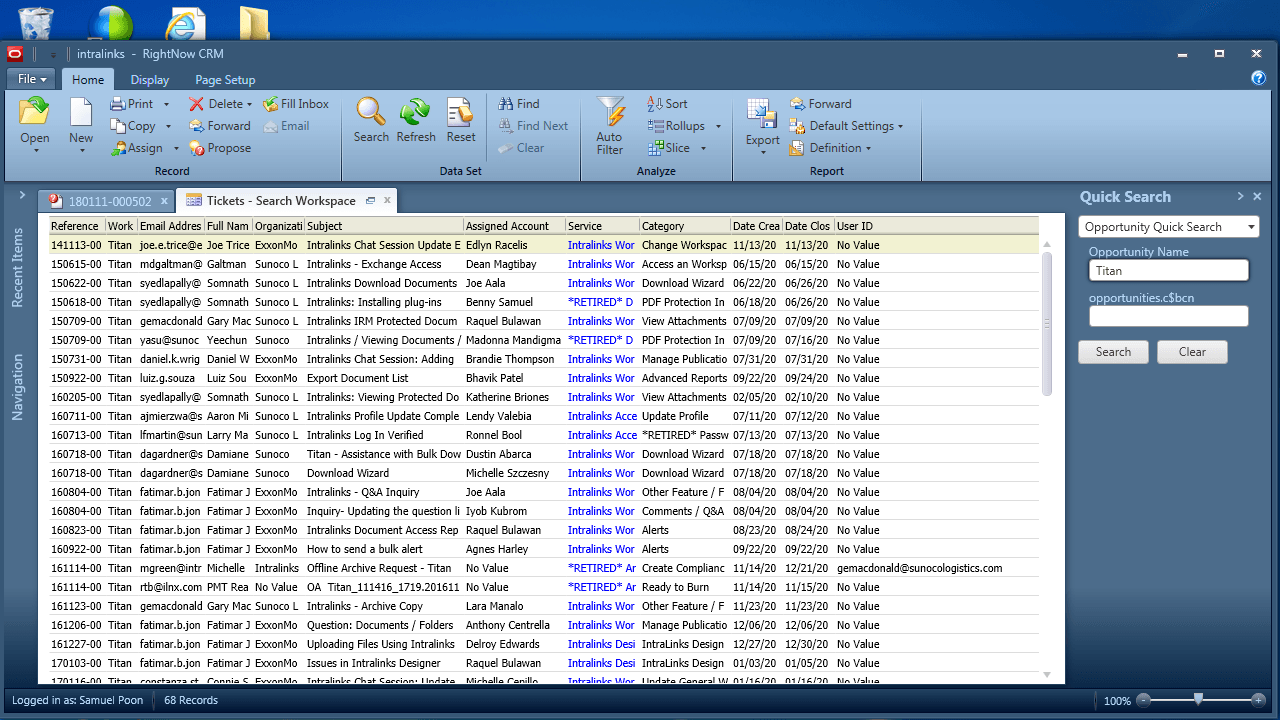 intralinks - RightNow CRM
File Home Display Page Setup
Open New Print Copy Assign Delete Forward Propose Fill Inbox Email Record
Search Refresh Reset Find Find Next Clear Data Set
Auto Filter Sort Rollups Slice Analyze
Export Forward Default Settings Definition Report
180111-000502 Tickets - Search Workspace
Recent Items
Navigation
Reference Work Email Addres Full Nam Organizati Subject Assigned Account Service Category Date Crea Date Clos User ID
141113-00 Titan joe.e.trice@e Joe Trice ExxonMo Intralinks Chat Session Update E Edlyn Racelis Intralinks Wor Change Workspac 11/13/20 11/13/20 No Value
150615-00 Titan mdgaltman@ Galtman Sunoco L Intralinks - Exchange Access Dean Magtibay Intralinks Wor Access an Worksp 06/15/20 06/15/20 No Value
150622-00 Titan syedlapally@ Somnath Sunoco L Intralinks Download Documents Joe Aala Intralinks Wor Download Wizard 06/22/20 06/26/20 No Value
150618-00 Titan syedlapally@ Somnath Sunoco L Intralinks: Installing plug-ins Benny Samuel *RETIRED* D PDF Protection In 06/18/20 06/26/20 No Value
150709-00 Titan gemacdonald Gary Mac Sunoco L Intralinks IRM Protected Docum Raquel Bulawan Intralinks Wor View Attachments 07/09/20 07/09/20 No Value
150709-00 Titan yasu@sunoc Yeechun Sunoco Intralinks / Viewing Documents / Madonna Mandigma *RETIRED* D PDF Protection In 07/09/20 07/16/20 No Value
150731-00 Titan daniel.k.wrig Daniel W ExxonMo Intralinks Chat Session: Adding Brandie Thompson Intralinks Wor Manage Publicatio 07/31/20 07/31/20 No Value
150922-00 Titan luiz.g.souza Luiz Sou ExxonMo Export Document List Bhavik Patel Intralinks Wor Advanced Reports 09/22/20 09/24/20 No Value
160205-00 Titan syedlapally@ Somnath Sunoco L Intralinks: Viewing Protected Do Katherine Briones Intralinks Wor View Attachments 02/05/20 02/10/20 No Value
160711-00 Titan ajmierzwa@s Aaron Mi Sunoco L Intralinks Profile Update Comple Lendy Valebia Intralinks Acce Update Profile 07/11/20 07/12/20 No Value
160713-00 Titan lfmartin@sun Larry Ma Sunoco L Intralinks Log In Verified Ronnel Bool Intralinks Acce *RETIRED* Passw 07/13/20 07/13/20 No Value
160718-00 Titan dagardner@s Damiane Sunoco Titan - Assistance with Bulk Dow Dustin Abarca Intralinks Wor Download Wizard 07/18/20 07/18/20 No Value
160718-00 Titan dagardner@s Damiane Sunoco Download Wizard Michelle Szczesny Intralinks Wor Download Wizard 07/18/20 07/18/20 No Value
160804-00 Titan fatimar.b.jon Fatimar J ExxonMo Intralinks - Q&A Inquiry Joe Aala Intralinks Wor Other Feature / F 08/04/20 08/04/20 No Value
160804-00 Titan fatimar.b.jon Fatimar J ExxonMo Inquiry- Updating the question li Iyob Kubrom Intralinks Wor Comments / Q&A 08/04/20 08/04/20 No Value
160823-00 Titan fatimar.b.jon Fatimar J ExxonMo Intralinks Document Access Rep Raquel Bulawan Intralinks Wor Alerts 08/23/20 08/24/20 No Value
160922-00 Titan fatimar.b.jon Fatimar J ExxonMo How to send a bulk alert Agnes Harley Intralinks Wor Alerts 09/22/20 09/22/20 No Value
161114-00 Titan mgreen@intr Michelle Intralinks Offline Archive Request - Titan No Value *RETIRED* Ar Create Complianc 11/14/20 12/21/20 gemacdonald@sunocologistics.com
161114-00 Titan rtb@ilnx.com PMT Rea No Value OA Titan_111416_1719.201611 No Value *RETIRED* Ar Ready to Burn 11/14/20 11/15/20 No Value
161123-00 Titan gemacdonald Gary Mac Sunoco L Intralinks - Archive Copy Lara Manalo Intralinks Wor Other Feature / F 11/23/20 11/23/20 No Value
161206-00 Titan fatimar.b.jon Fatimar J ExxonMo Question: Documents / Folders Anthony Centrella Intralinks Wor Manage Publicatio 12/06/20 12/06/20 No Value
161227-00 Titan fatimar.b.jon Fatimar J ExxonMo Uploading Files Using Intralinks Delroy Edwards Intralinks Desi IntraLinks Design 12/27/20 12/30/20 No Value
170103-00 Titan fatimar.b.jon Fatimar J ExxonMo Issues in Intralinks Designer Raquel Bulawan Intralinks Desi IntraLinks Design 01/03/20 01/05/20 No Value
170116-00 Titan constanza.st Connie S ExxonMo Intralinks Chat Session: Update Michelle Cenillo Intralinks Wor Update General W 01/16/20 01/16/20 No Value
Quick Search
Opportunity Quick Search
Opportunity Name
Titan
opportunities.c$bcn
Search Clear
Logged in as: Samuel Poon 68 Records 100%